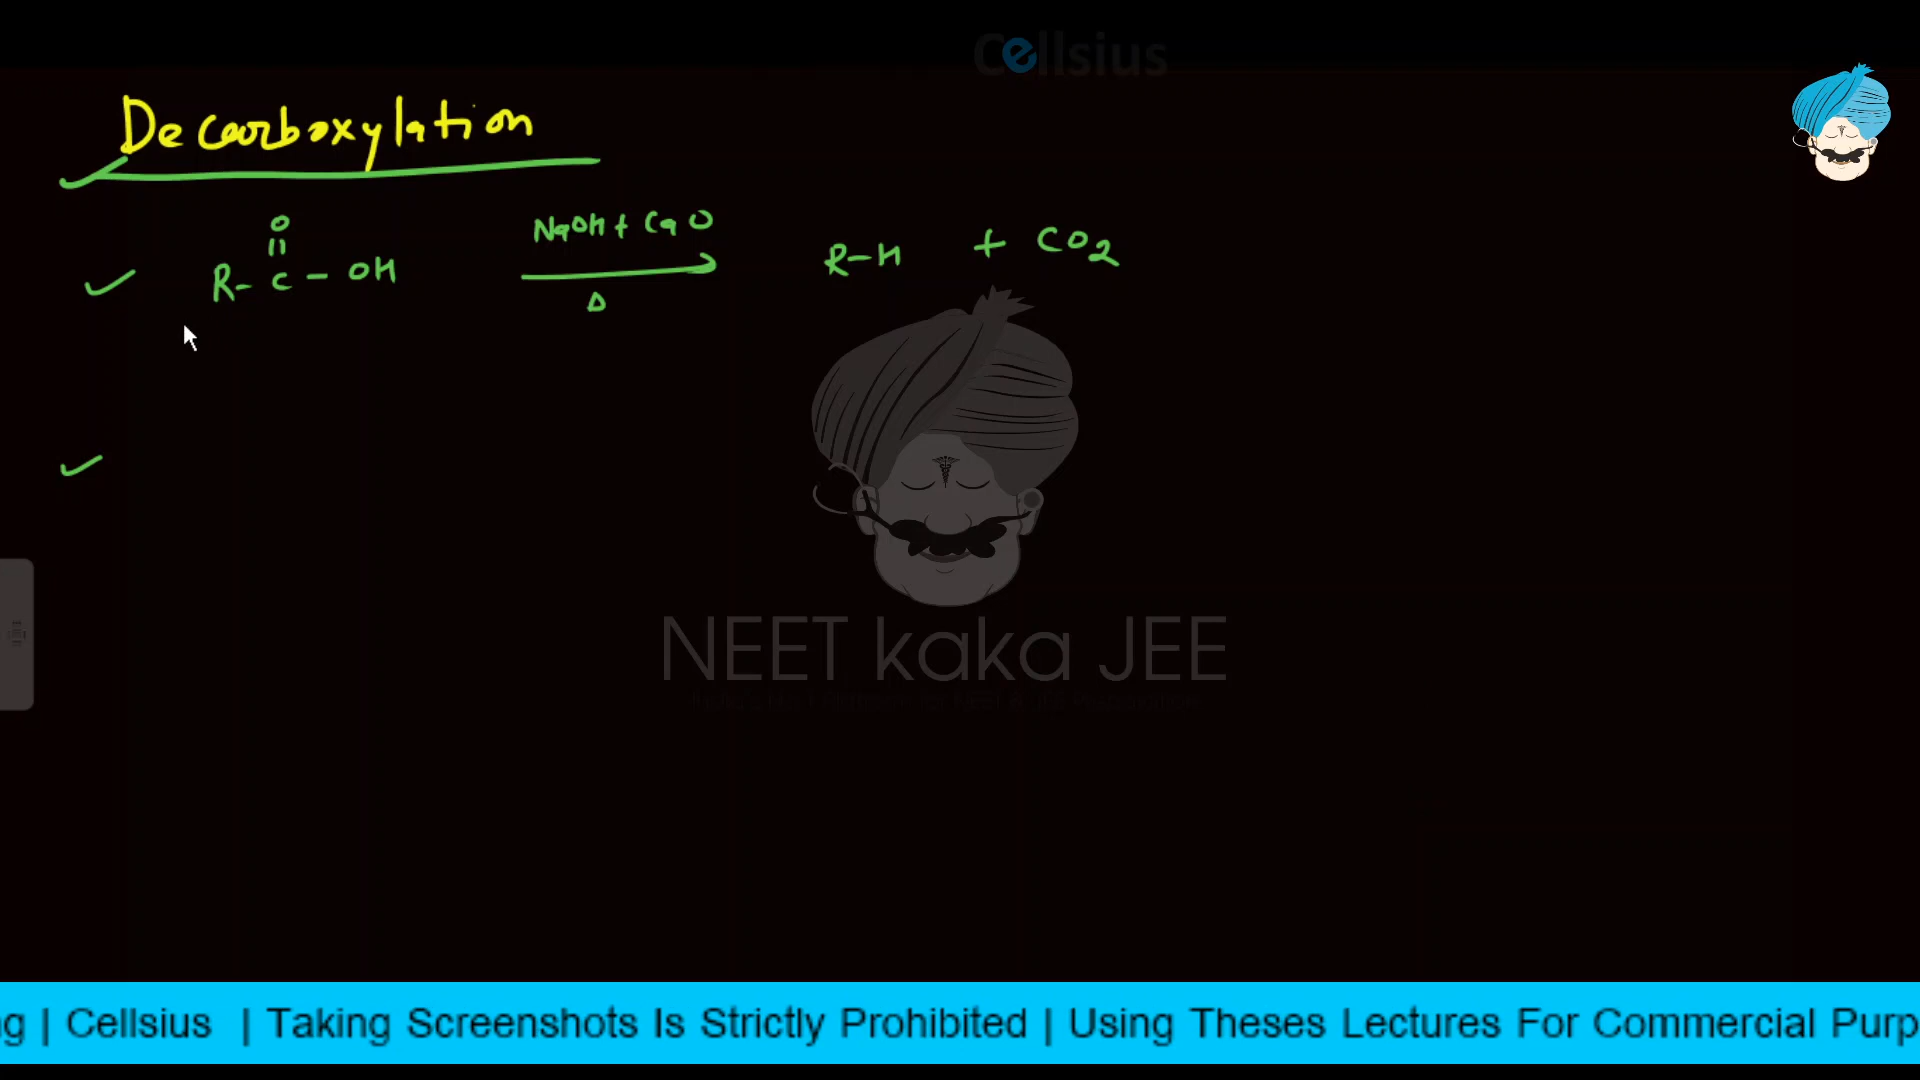 Cellsius
Decarboxylation
O
||
R- C - OH
NaOH + CaO
Δ
R-H + CO2
NEET kaka JEE
ng | Cellsius | Taking Screenshots Is Strictly Prohibited | Using Theses Lectures For Commercial Purp